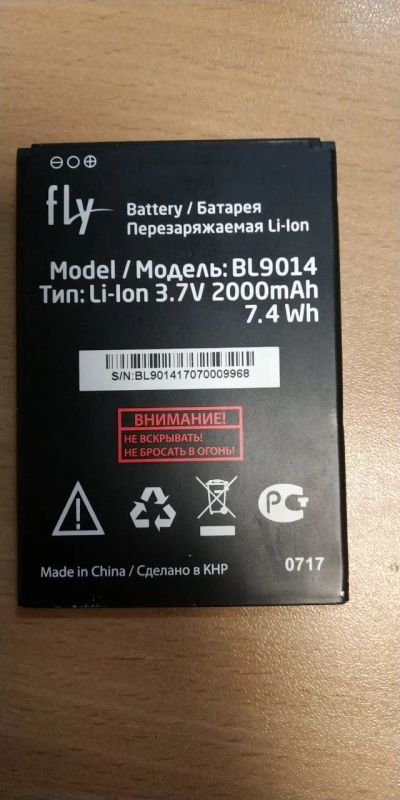 fly
Battery / Батарея
Перезаряжаемая Li-Ion
Model / Модель: BL9014
Тип: Li-Ion 3.7V 2000mAh
7.4 Wh
S/N:BL901417070009968
ВНИМАНИЕ!
НЕ ВСКРЫВАТЬ!
НЕ БРОСАТЬ В ОГОНЬ!
Made in China / Сделано в КНР
0717